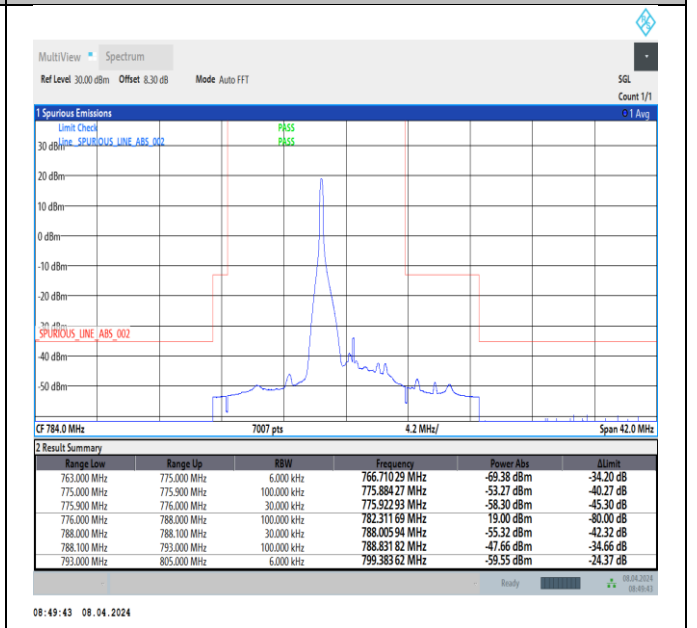 MultiView Spectrum
Ref Level 30.00 dBm Offset 8.30 dB Mode Auto FFT SGL
Count 1/1
1 Spurious Emissions 1 Avg
Limit Check PASS
Line _SPURIOUS_LINE_ABS_002 PASS
30 dBm
20 dBm
10 dBm
0 dBm
-10 dBm
-20 dBm
-30 dBm
_SPURIOUS_LINE_ABS_002
-40 dBm
-50 dBm
CF 784.0 MHz 7007 pts 4.2 MHz/ Span 42.0 MHz
2 Result Summary
Range Low Range Up RBW Frequency Power Abs ΔLimit
763.000 MHz 775.000 MHz 6.000 kHz 766.71029 MHz -69.38 dBm -34.20 dB
775.000 MHz 775.900 MHz 100.000 kHz 775.88427 MHz -53.27 dBm -40.27 dB
775.900 MHz 776.000 MHz 30.000 kHz 775.92293 MHz -58.30 dBm -45.30 dB
776.000 MHz 788.000 MHz 100.000 kHz 782.31169 MHz 19.00 dBm -80.00 dB
788.000 MHz 788.100 MHz 30.000 kHz 788.00594 MHz -55.32 dBm -42.32 dB
788.100 MHz 793.000 MHz 100.000 kHz 788.83182 MHz -47.66 dBm -34.66 dB
793.000 MHz 805.000 MHz 6.000 kHz 799.38362 MHz -59.55 dBm -24.37 dB
Ready 08.04.2024
08:49:43
08:49:43 08.04.2024